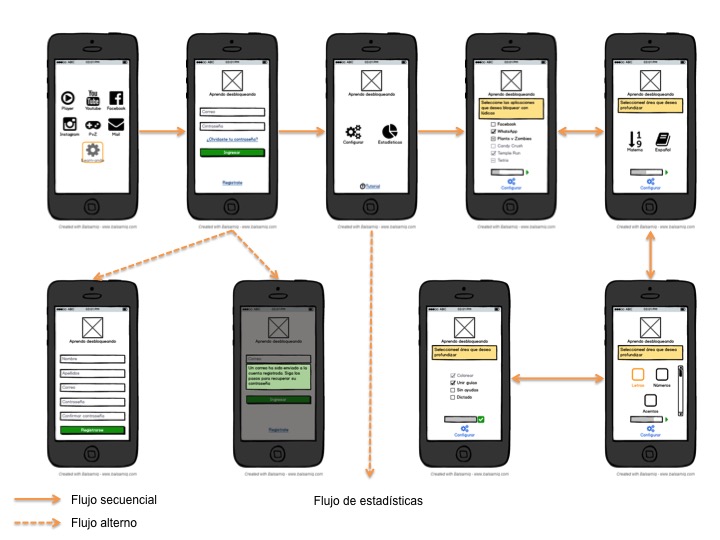 Player
Youtube
Facebook
Instagram
PvZ
Mail
Created with Balsamiq - www.balsamiq.com
Aprendo desbloqueando
Correo
Contraseña
¿Olvidaste tu contraseña?
Ingresar
Registrate
Created with Balsamiq - www.balsamiq.com
Aprendo desbloqueando
Configurar
Estadísticas
Tutorial
Created with Balsamiq - www.balsamiq.com
Aprendo desbloqueando
Seleccione las aplicaciones
que desea bloquear con
lúdicas
Facebook
WhatsApp
Plants v Zombies
Candy Crush
Temple Run
Tetris
Configurar
Created with Balsamiq - www.balsamiq.com
Aprendo desbloqueando
Seleccioneel área que desea
profundizar
Español
Configurar
Created with Balsamiq - www.balsamiq.com
Aprendo desbloqueando
Nombre
Apellidos
Correo
Contraseña
Confirmar contraseña
Registrarse
Created with Balsamiq - www.balsamiq.com
Aprendo desbloqueando
Correo
Un correo ha sido enviado a la
cuenta registrada. Siga los
pasos para recuperar su
contraseña.
Ingresar
Registrate
Created with Balsamiq - www.balsamiq.com
Aprendo desbloqueando
Seleccioneel área que desea
profundizar
Colorear
Unir guías
Sin ayudas
Dictado
Configurar
Created with Balsamiq - www.balsamiq.com
Aprendo desbloqueando
Seleccioneel área que desea
profundizar
Letras
Números
Acentos
Configurar
Created with Balsamiq - www.balsamiq.com
Flujo secuencial
Flujo alterno
Flujo de estadísticas